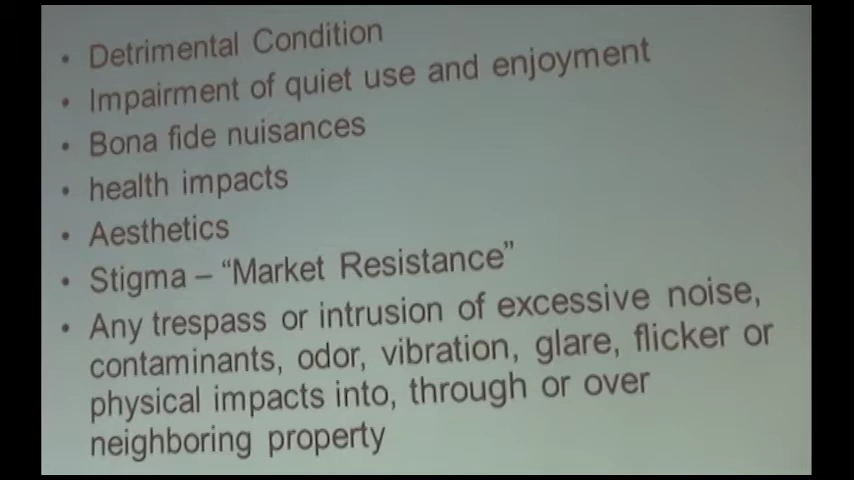 • Detrimental Condition
• Impairment of quiet use and enjoyment
• Bona fide nuisances
• health impacts
• Aesthetics
• Stigma – “Market Resistance”
• Any trespass or intrusion of excessive noise,
contaminants, odor, vibration, glare, flicker or
physical impacts into, through or over
neighboring property